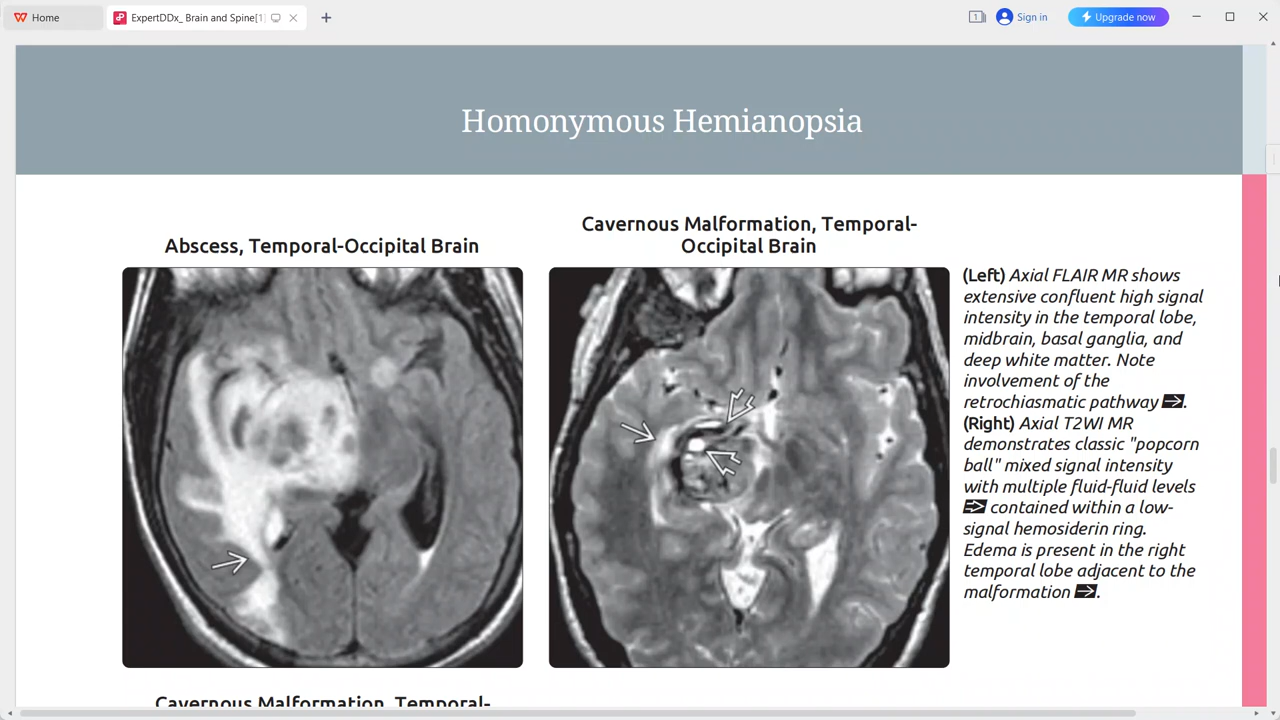 Home
ExpertDDx_ Brain and Spine[1]
1
Sign in
Upgrade now
Homonymous Hemianopsia
Abscess, Temporal-Occipital Brain
Cavernous Malformation, Temporal-
Occipital Brain
(Left) Axial FLAIR MR shows
extensive confluent high signal
intensity in the temporal lobe,
midbrain, basal ganglia, and
deep white matter. Note
involvement of the
retrochiasmatic pathway ➡.
(Right) Axial T2WI MR
demonstrates classic "popcorn
ball" mixed signal intensity
with multiple fluid-fluid levels
➡ contained within a low-
signal hemosiderin ring.
Edema is present in the right
temporal lobe adjacent to the
malformation ➡.
Cavernous Malformation, Temporal-